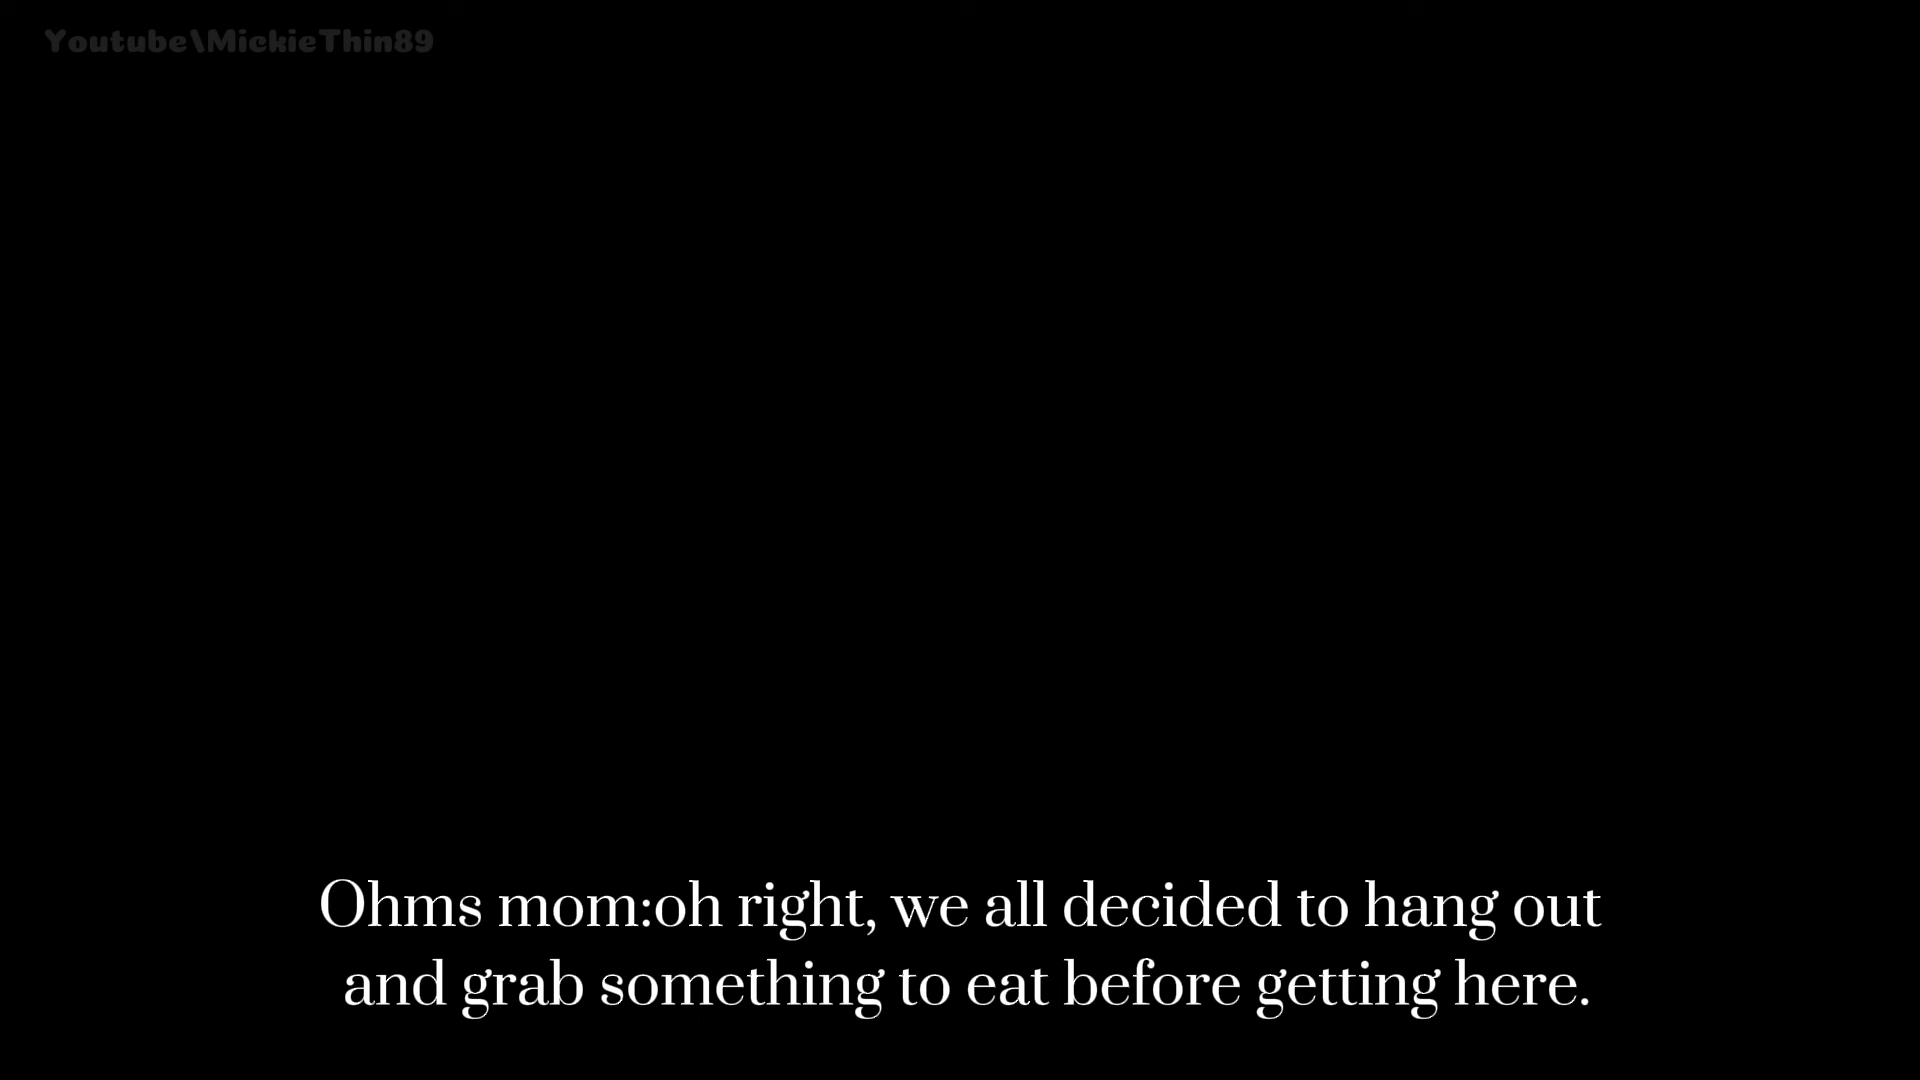 Youtube\MickieThin89
Ohms mom:oh right, we all decided to hang out
and grab something to eat before getting here.